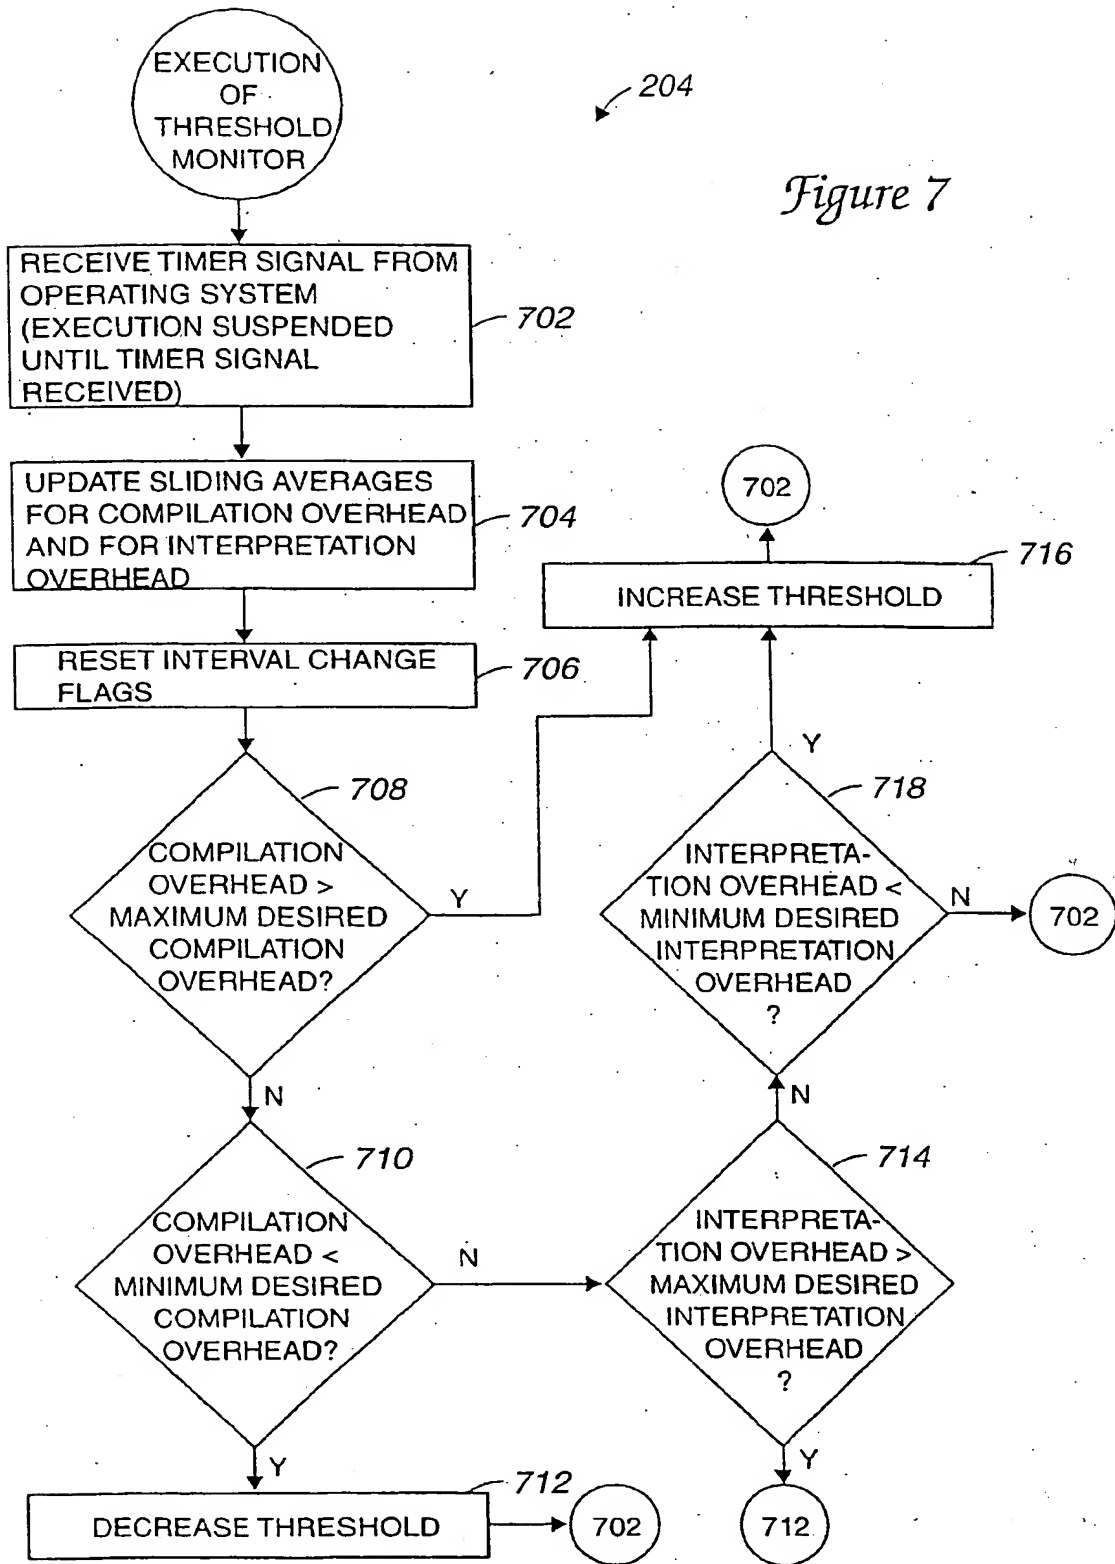 EXECUTION
OF
THRESHOLD
MONITOR
204
Figure 7
RECEIVE TIMER SIGNAL FROM
OPERATING SYSTEM
(EXECUTION SUSPENDED
UNTIL TIMER SIGNAL
RECEIVED)
702
UPDATE SLIDING AVERAGES
FOR COMPILATION OVERHEAD
AND FOR INTERPRETATION
OVERHEAD
704
702
716
INCREASE THRESHOLD
RESET INTERVAL CHANGE
FLAGS
706
708
COMPILATION
OVERHEAD >
MAXIMUM DESIRED
COMPILATION
OVERHEAD?
Y
N
Y
718
INTERPRETA-
TION OVERHEAD <
MINIMUM DESIRED
INTERPRETATION
OVERHEAD
?
N
702
N
710
COMPILATION
OVERHEAD <
MINIMUM DESIRED
COMPILATION
OVERHEAD?
N
714
INTERPRETA-
TION OVERHEAD >
MAXIMUM DESIRED
INTERPRETATION
OVERHEAD
?
Y
Y
712
DECREASE THRESHOLD
702
712